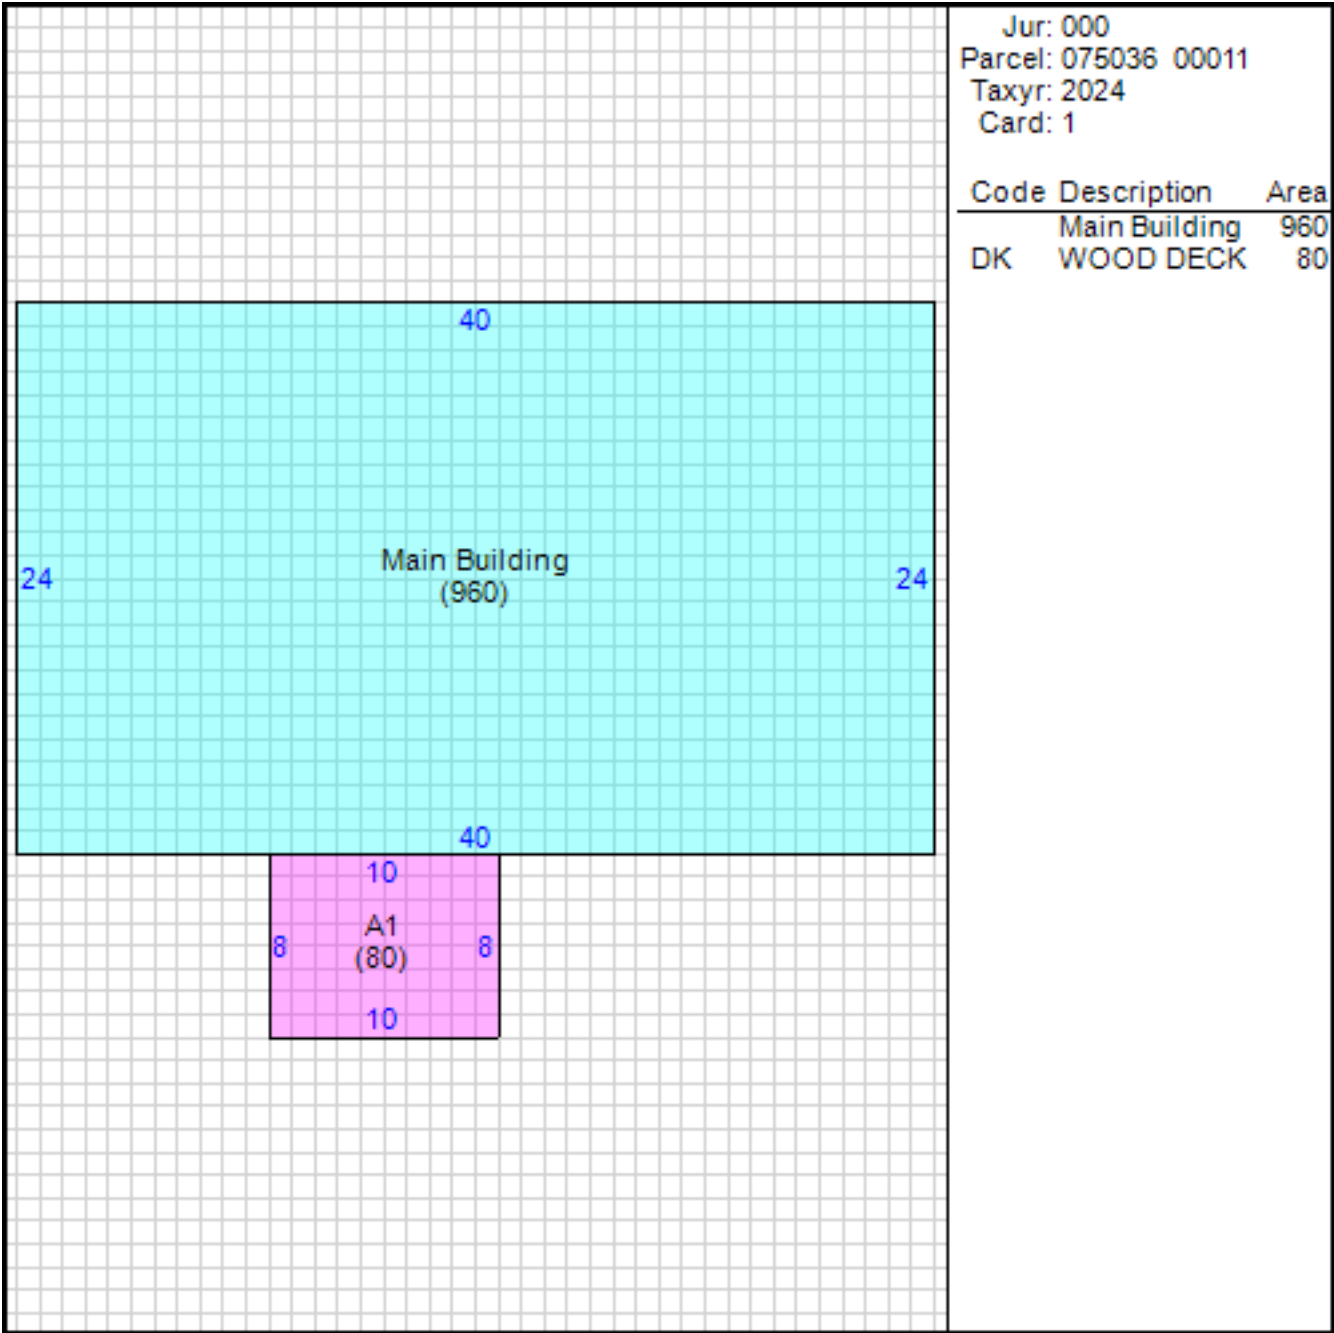 Jur: 000
Parcel: 075036 00011
Taxyr: 2024
Card: 1
Code Description Area
Main Building 960
DK WOOD DECK 80
40
Main Building
(960)
24 24
40
10
A1
(80)
8 8
10